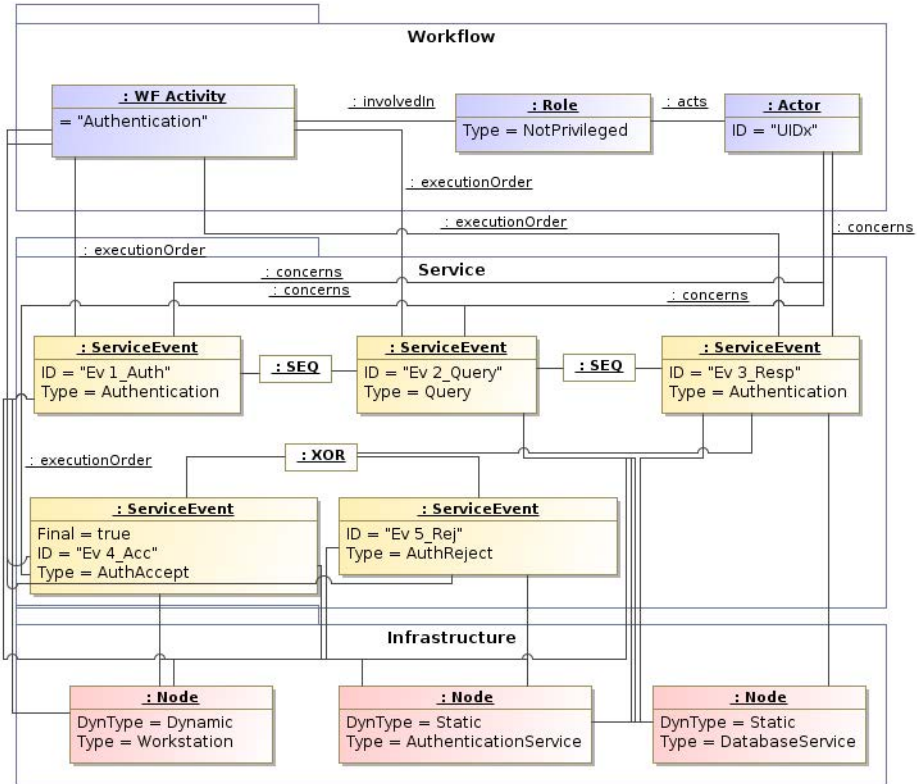 Workflow
: WF Activity
= "Authentication"
: involvedIn
: Role
Type = NotPrivileged
: acts
: Actor
ID = "UIDx"
: executionOrder
: executionOrder
: concerns
: executionOrder
Service
: concerns
: concerns
: concerns
: ServiceEvent
ID = "Ev 1_Auth"
Type = Authentication
: SEQ
: ServiceEvent
ID = "Ev 2_Query"
Type = Query
: SEQ
: ServiceEvent
ID = "Ev 3_Resp"
Type = Authentication
: executionOrder
: XOR
: ServiceEvent
Final = true
ID = "Ev 4_Acc"
Type = AuthAccept
: ServiceEvent
ID = "Ev 5_Rej"
Type = AuthReject
Infrastructure
: Node
DynType = Dynamic
Type = Workstation
: Node
DynType = Static
Type = AuthenticationService
: Node
DynType = Static
Type = DatabaseService